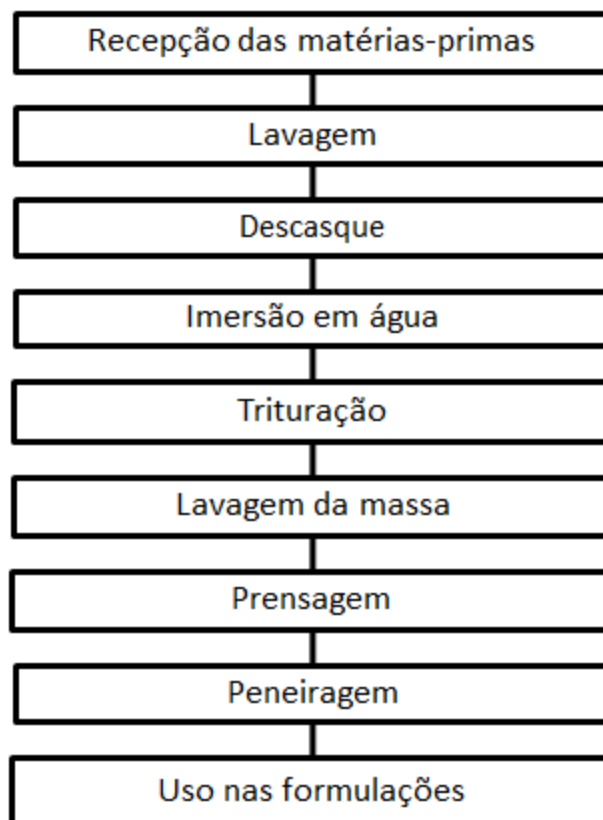 Recepção das matérias-primas
Lavagem
Descasque
Imersão em água
Trituração
Lavagem da massa
Prensagem
Peneiragem
Uso nas formulações